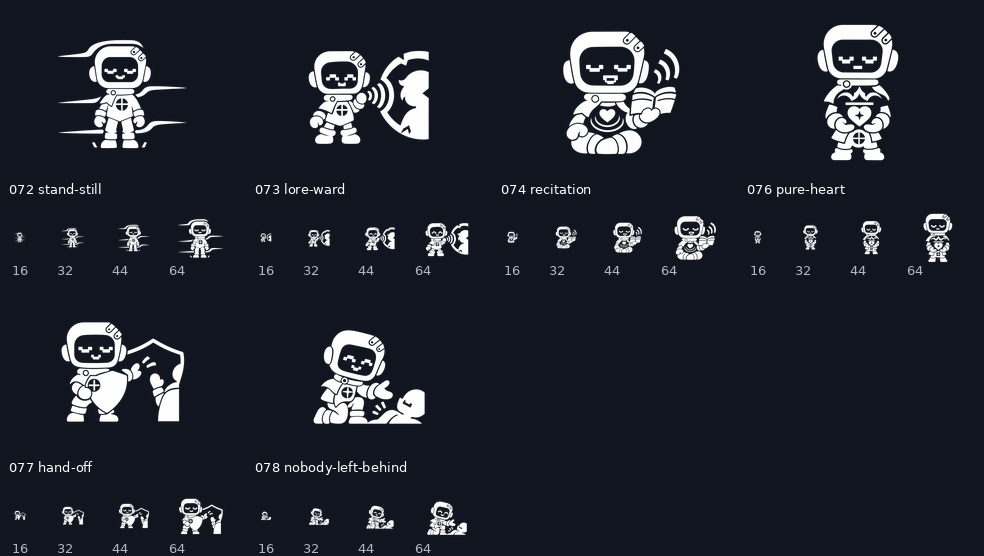 072 stand-still
073 lore-ward
074 recitation
076 pure-heart
16 32 44 64
16 32 44 64
16 32 44 64
16 32 44 64
077 hand-off
078 nobody-left-behind
16 32 44 64
16 32 44 64